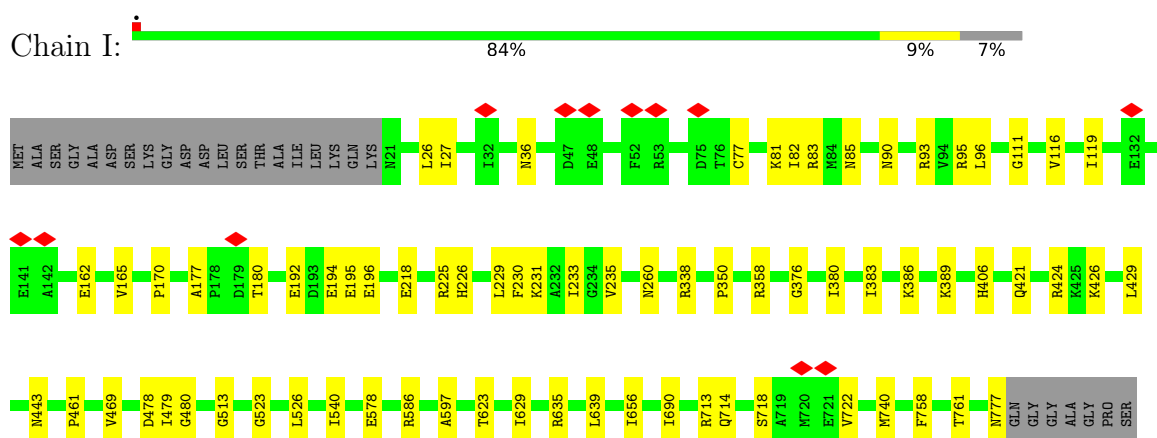 Chain I:
84% 9% 7%
MET ALA SER GLY ALA ASP SER SER LYS GLY ASP ASP LEU SER THR ALA ILE LEU LYS GLN LYS N21 L26 I27 I32 N36 D47 E48 F52 R53 D75 T76 C77 K81 I82 R83 M84 N85 N90 R93 V94 R95 L96 G111 V116 I119 E132
E141 A142 E162 V165 P170 A177 P178 D179 T180 E192 D193 E194 E195 E196 E218 R225 H226 L229 F230 K231 A232 I233 G234 V235 N260 R338 P350 R358 G376 I380 I383 K386 K389 H406 Q421 R424 K425 K426 L429
N443 P461 V469 D478 I479 G480 G513 G523 L526 I540 E578 R586 A597 T623 I629 R635 L639 I656 I690 R713 Q714 S718 A719 M720 E721 V722 M740 F758 T761 N777 GLN GLY GLY ALA GLY PRO SER